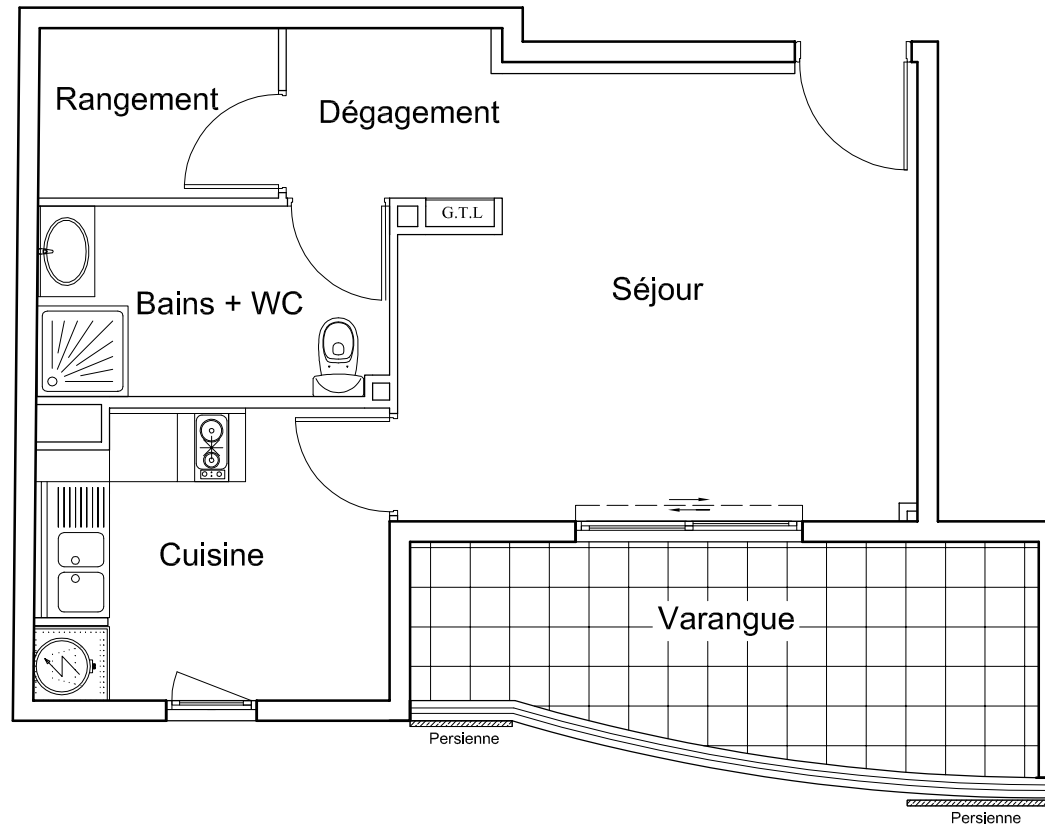 Rangement
Dégagement
G.T.L
Séjour
Bains + WC
Cuisine
Varangue
Persienne
Persienne